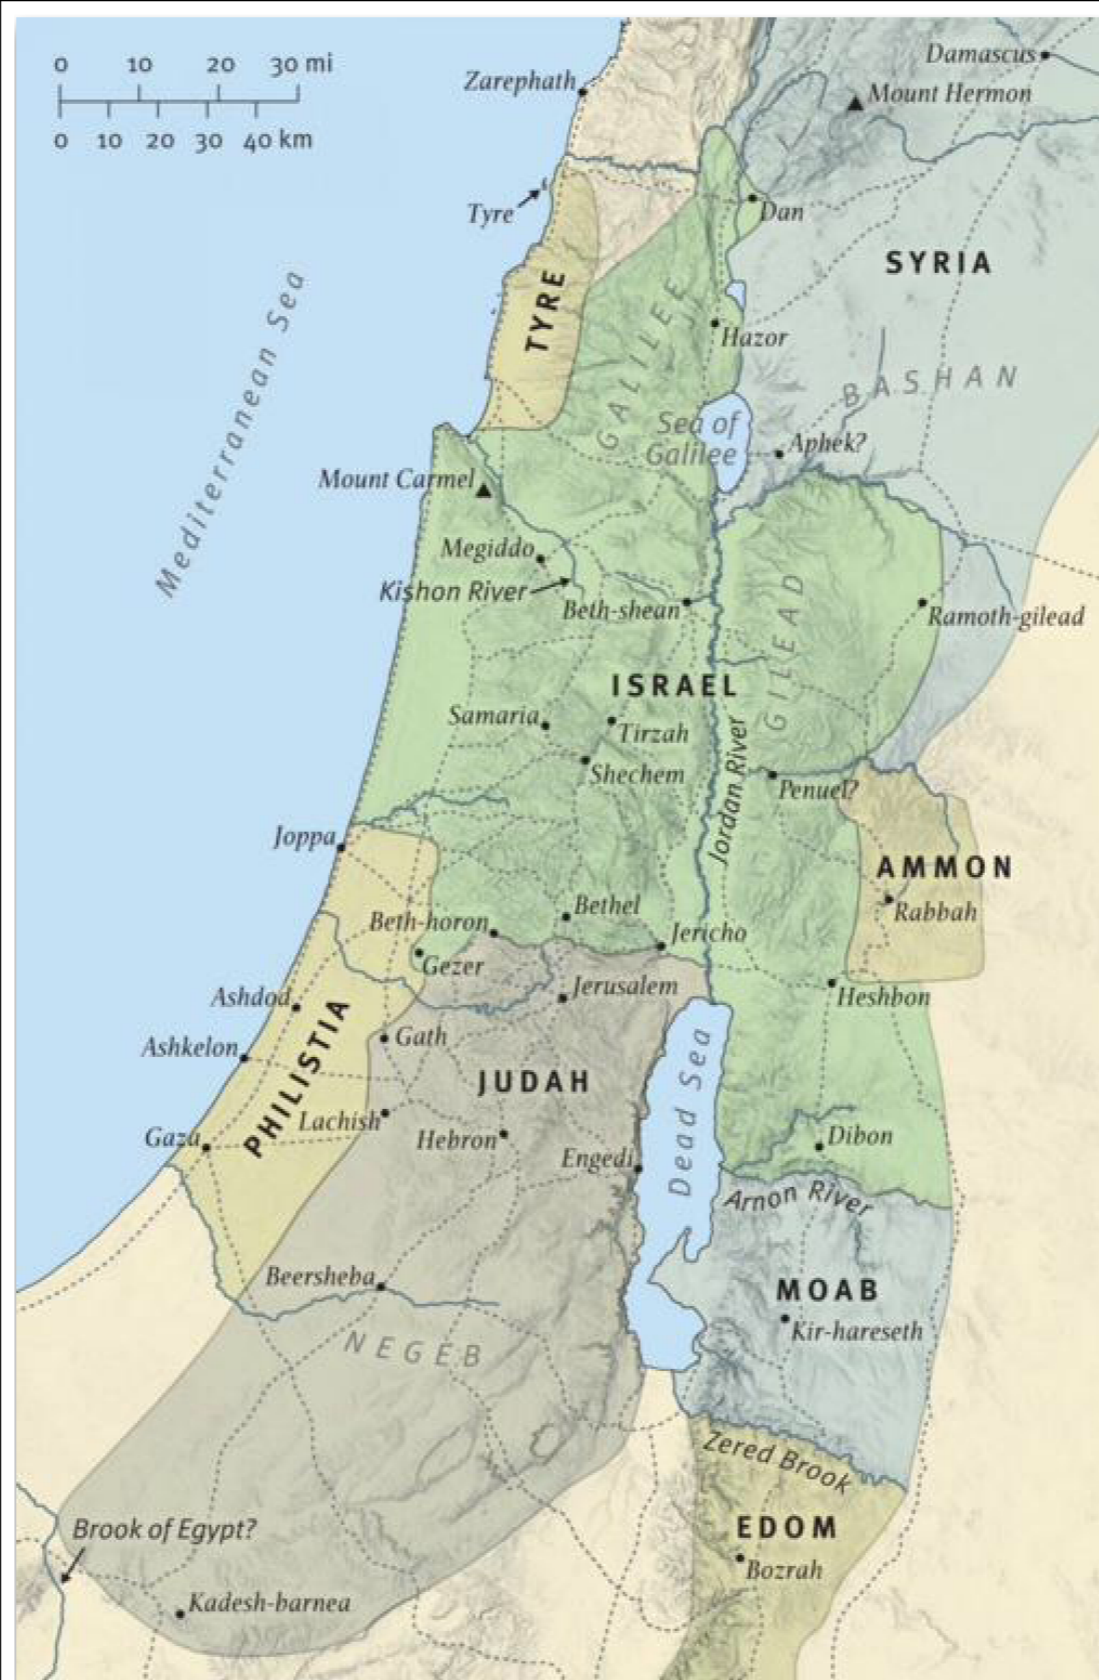 0 10 20 30 mi
0 10 20 30 40 km
Damascus
Zarephath
Mount Hermon
Tyre
Dan
SYRIA
TYRE
Mediterranean Sea
GALILEE
Hazor
BASHAN
Sea of
Galilee
Aphek?
Mount Carmel
Megiddo
Kishon River
Beth-shean
GILEAD
Ramoth-gilead
ISRAEL
Samaria
Tirzah
Shechem
Jordan River
Penuel?
Joppa
AMMON
Rabbah
Bethel
Beth-horon
Jericho
Gezer
Jerusalem
Heshbon
Ashdod
PHILISTIA
Gath
Ashkelon
JUDAH
Dead Sea
Lachish
Gaza
Hebron
Engedi
Dibon
Arnon River
Beersheba
MOAB
Kir-hareseth
NEGEB
Zered Brook
Brook of Egypt?
EDOM
Bozrah
Kadesh-barnea